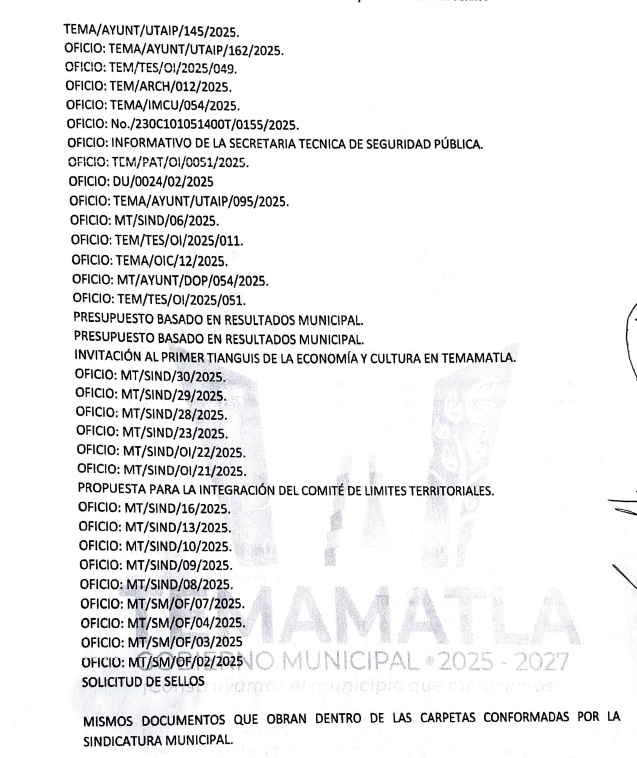 TEMA/AYUNT/UTAIP/145/2025.
OFICIO: TEMA/AYUNT/UTAIP/162/2025.
OFICIO: TEM/TES/OI/2025/049.
OFICIO: TEM/ARCH/012/2025.
OFICIO: TEMA/IMCU/054/2025.
OFICIO: No./230C101051400T/0155/2025.
OFICIO: INFORMATIVO DE LA SECRETARIA TECNICA DE SEGURIDAD PÚBLICA.
OFICIO: TEM/PAT/OI/0051/2025.
OFICIO: DU/0024/02/2025
OFICIO: TEMA/AYUNT/UTAIP/095/2025.
OFICIO: MT/SIND/06/2025.
OFICIO: TEM/TES/OI/2025/011.
OFICIO: TEMA/OIC/12/2025.
OFICIO: MT/AYUNT/DOP/054/2025.
OFICIO: TEM/TES/OI/2025/051.
PRESUPUESTO BASADO EN RESULTADOS MUNICIPAL.
PRESUPUESTO BASADO EN RESULTADOS MUNICIPAL.
INVITACIÓN AL PRIMER TIANGUIS DE LA ECONOMÍA Y CULTURA EN TEMAMATLA.
OFICIO: MT/SIND/30/2025.
OFICIO: MT/SIND/29/2025.
OFICIO: MT/SIND/28/2025.
OFICIO: MT/SIND/23/2025.
OFICIO: MT/SIND/OI/22/2025.
OFICIO: MT/SIND/OI/21/2025.
PROPUESTA PARA LA INTEGRACIÓN DEL COMITÉ DE LIMITES TERRITORIALES.
OFICIO: MT/SIND/16/2025.
OFICIO: MT/SIND/13/2025.
OFICIO: MT/SIND/10/2025.
OFICIO: MT/SIND/09/2025.
OFICIO: MT/SIND/08/2025.
OFICIO: MT/SM/OF/07/2025.
OFICIO: MT/SM/OF/04/2025.
OFICIO: MT/SM/OF/03/2025
OFICIO: MT/SM/OF/02/2025
SOLICITUD DE SELLOS
TEMAMATLA
GOBIERNO MUNICIPAL • 2025 - 2027
¡Construyamos el municipio que merecemos!
MISMOS DOCUMENTOS QUE OBRAN DENTRO DE LAS CARPETAS CONFORMADAS POR LA
SINDICATURA MUNICIPAL.